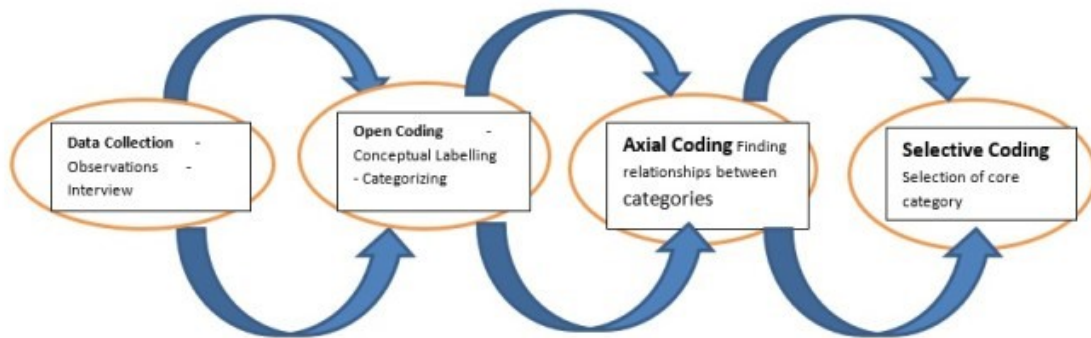 Data Collection -
Observations -
Interview
Open Coding -
Conceptual Labelling
- Categorizing
Axial Coding Finding
relationships between
categories
Selective Coding
Selection of core
category